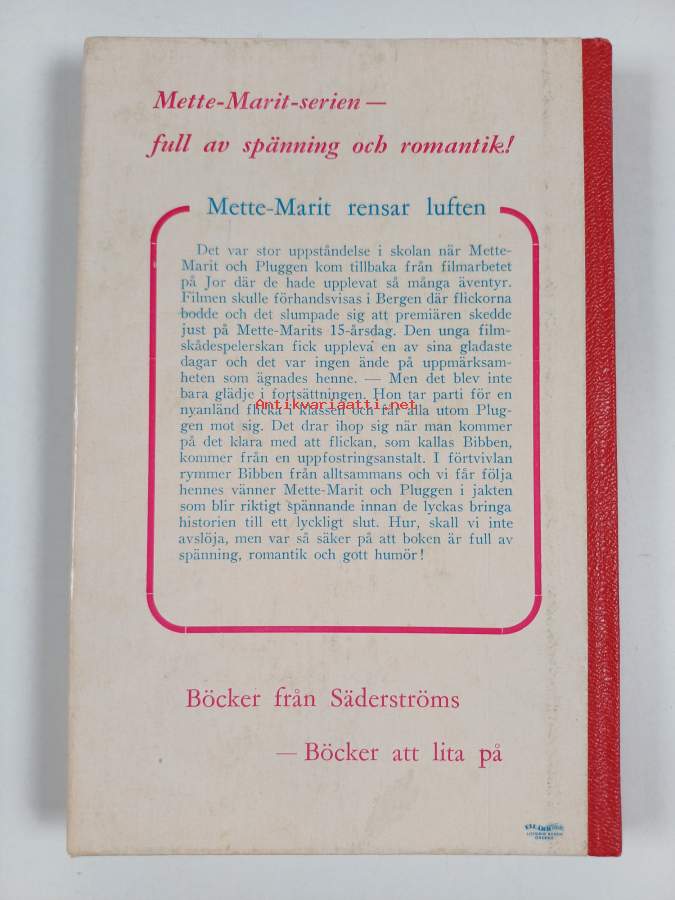 Mette-Marit-serien —
full av spänning och romantik!
Mette-Marit rensar luften
Det var stor uppståndelse i skolan när Mette-
Marit och Pluggen kom tillbaka från filmarbetet
på Jor där de hade upplevat så många äventyr.
Filmen skulle förhandsvisas i Bergen där flickorna
bodde och det slumpade sig att premiären skedde
just på Mette-Marits 15-årsdag. Den unga film-
skådespelerskan fick uppleva en av sina gladaste
dagar och det var ingen ände på uppmärksam-
heten som ägnades henne. — Men det blev inte
bara glädje i fortsättningen. Hon tar parti för en
nyanländ flicka i klassen och får alla utom Plug-
Antikvariaatti.net
gen mot sig. Det drar ihop sig när man kommer
på det klara med att flickan, som kallas Bibben,
kommer från en uppfostringsanstalt. I förtvivlan
rymmer Bibben från alltsammans och vi får följa
hennes vänner Mette-Marit och Pluggen i jakten
som blir riktigt spännande innan de lyckas bringa
historien till ett lyckligt slut. Hur, skall vi inte
avslöja, men var så säker på att boken är full av
spänning, romantik och gott humör!
Böcker från Säderströms
— Böcker att lita på